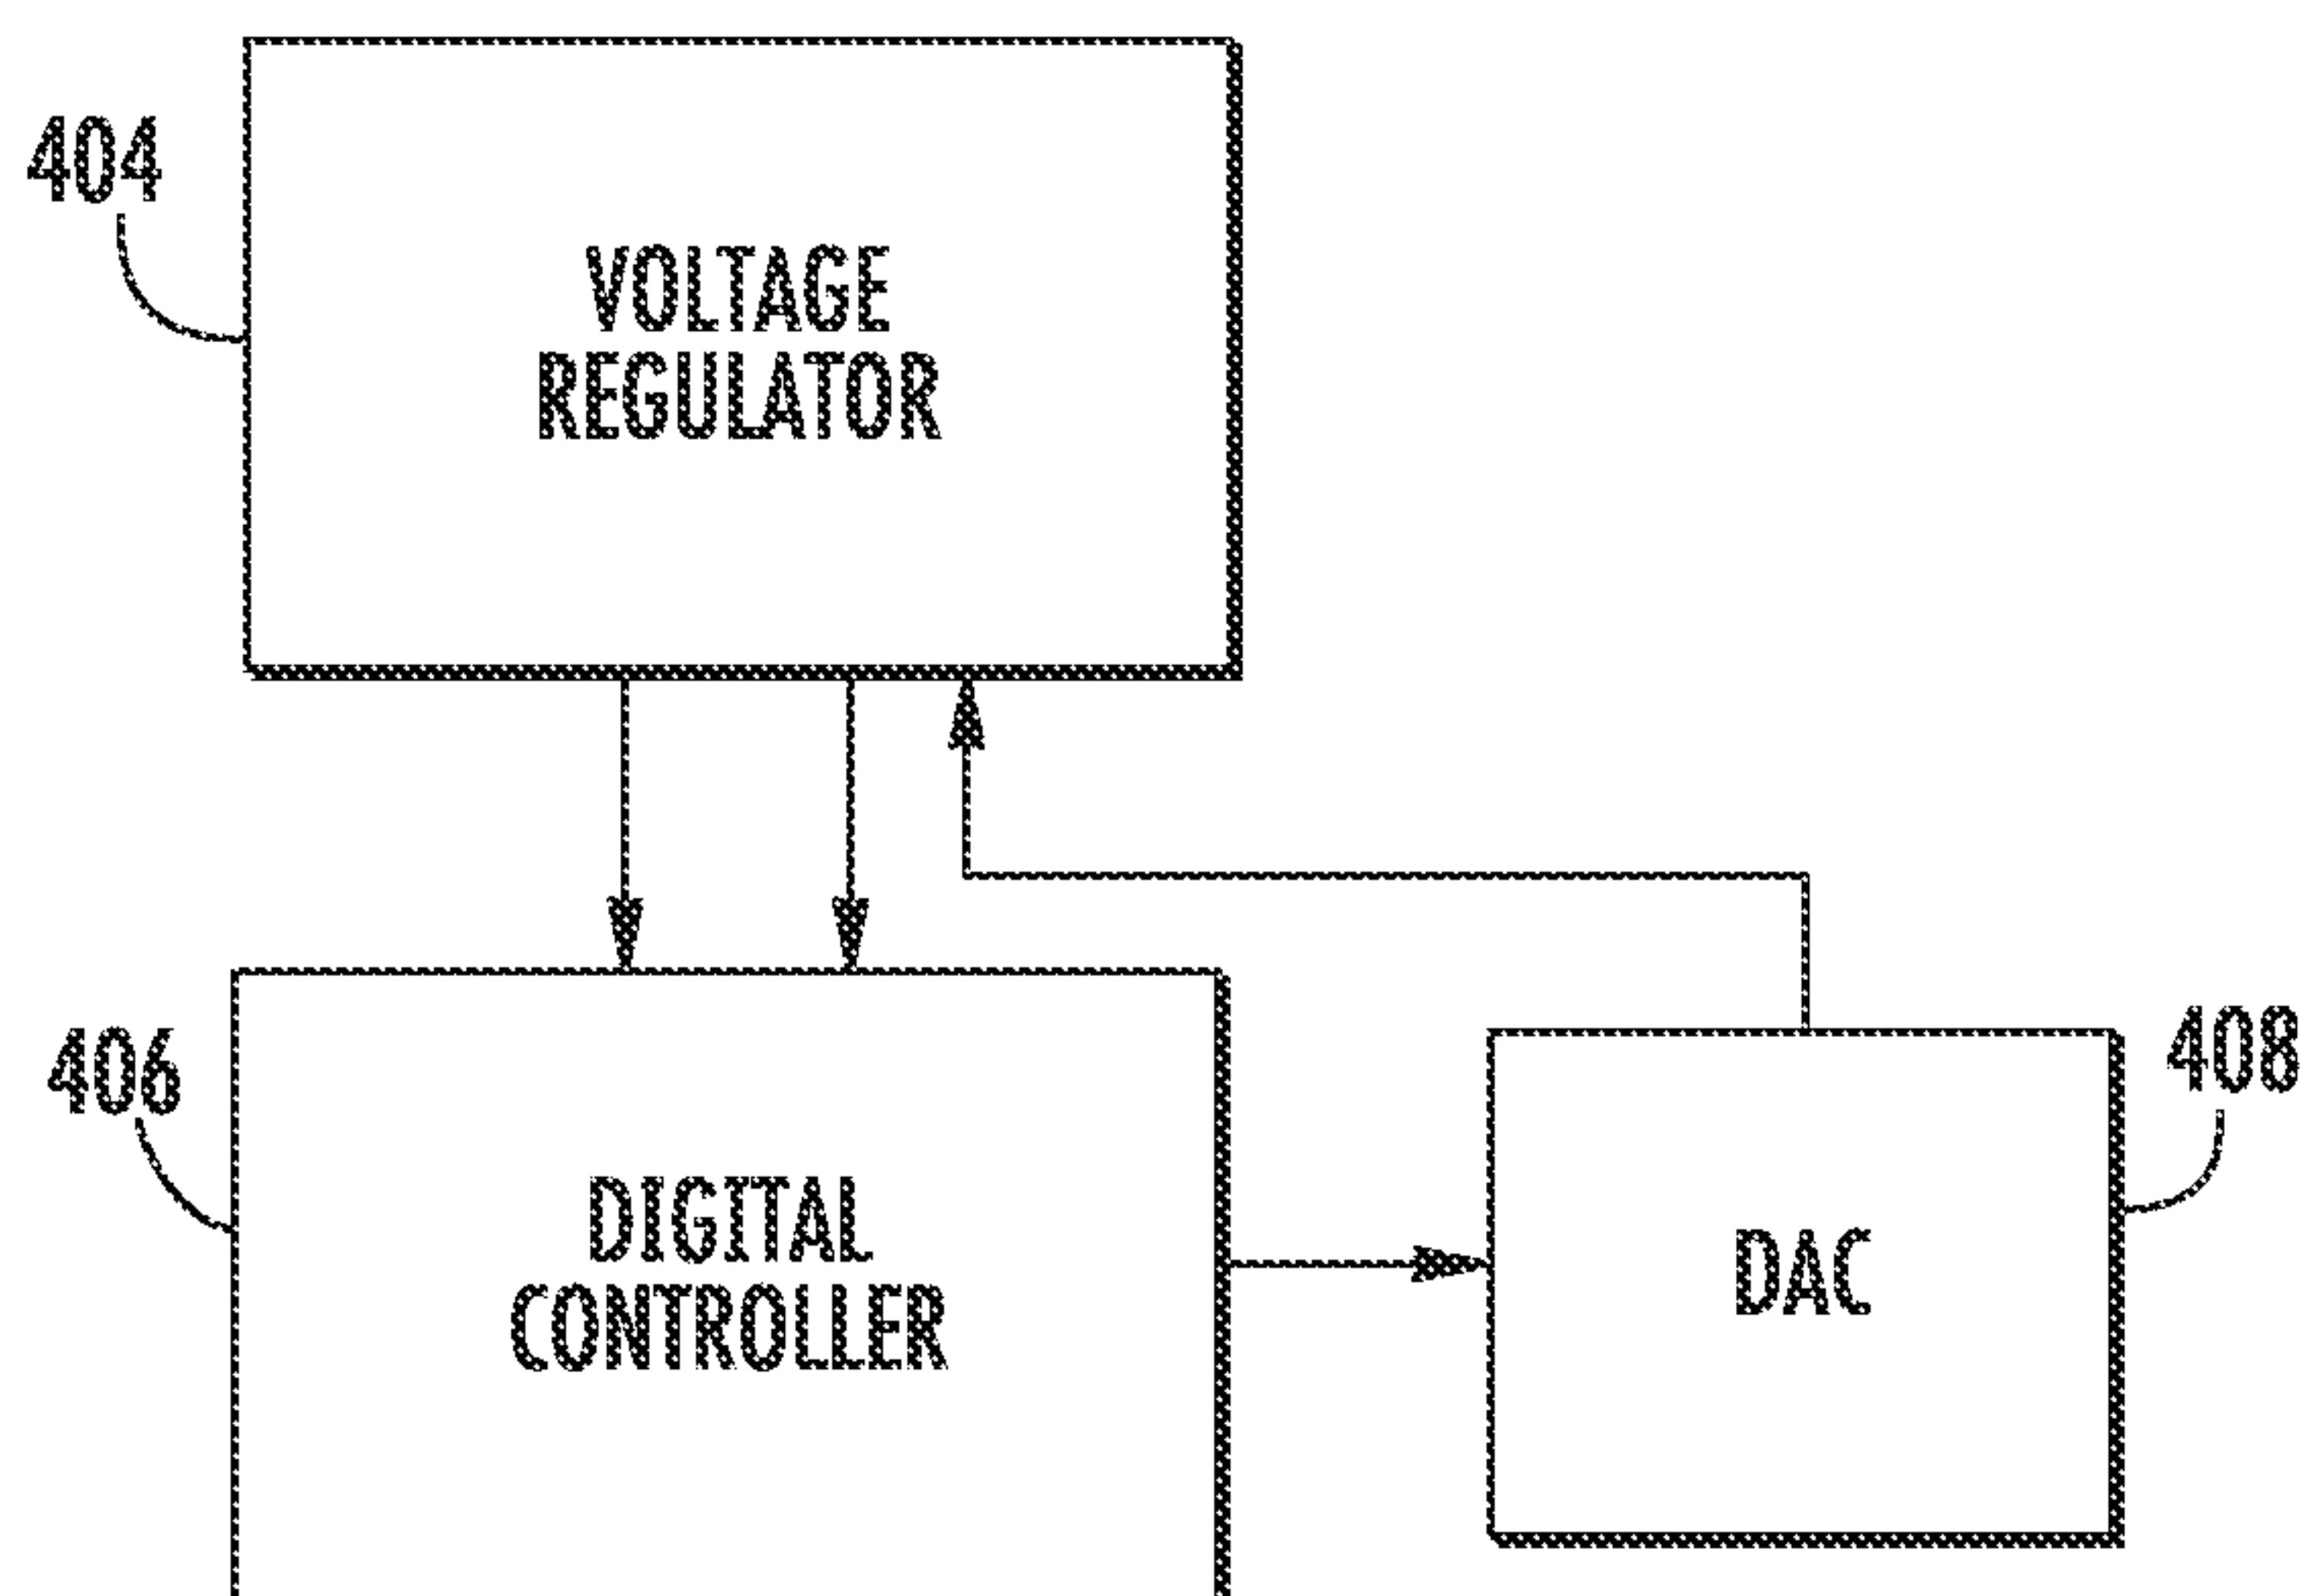 404
VOLTAGE
REGULATOR
406
408
DIGITAL
CONTROLLER
DAC